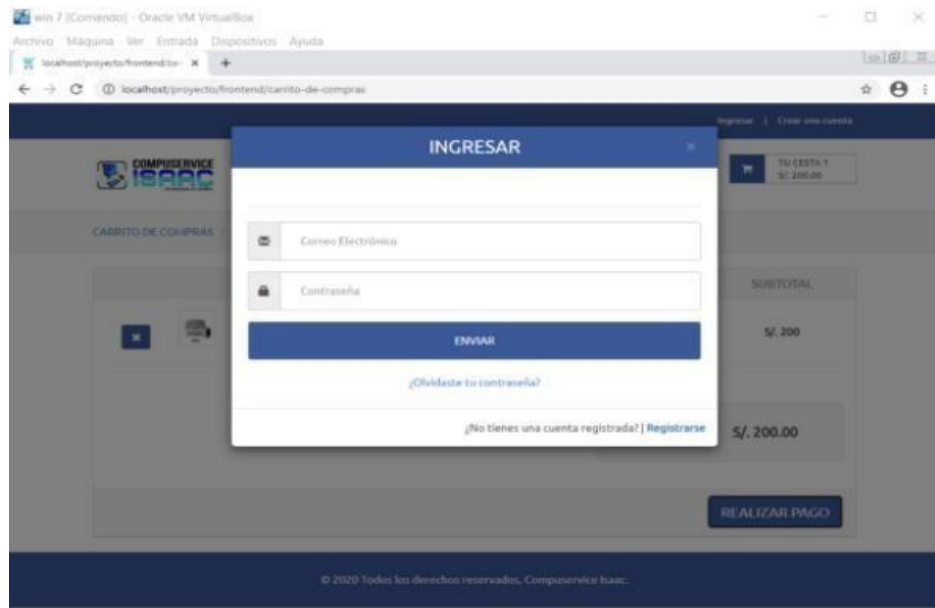 win 7 [Corriendo] - Oracle VM VirtualBox
Archivo Máquina Ver Entrada Dispositivos Ayuda
localhost/proyecto/frontend/car
localhost/proyecto/frontend/carrito-de-compras
Ingresar | Crear una cuenta
COMPUSERVICE
ISAAC
INGRESAR
TU CESTA 1
S/. 200.00
CARRITO DE COMPRAS
Correo Electrónico
Contraseña
SUBTOTAL
ENVIAR
S/. 200
¿Olvidaste tu contraseña?
¿No tienes una cuenta registrada? | Registrarse
S/. 200.00
REALIZAR PAGO
© 2020 Todos los derechos reservados, Compuservice Isaac.